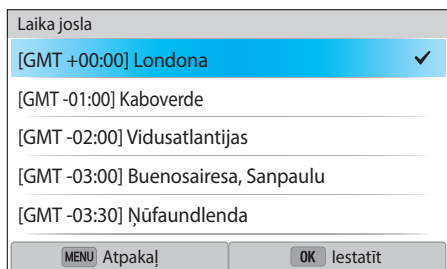 Laika josla
[GMT +00:00] Londona
[GMT -01:00] Kaboverde
[GMT -02:00] Vidusatlantijas
[GMT -03:00] Buenosairesa, Sanpaulu
[GMT -03:30] Ņūfaundlenda
MENU Atpakaļ OK Iestatīt